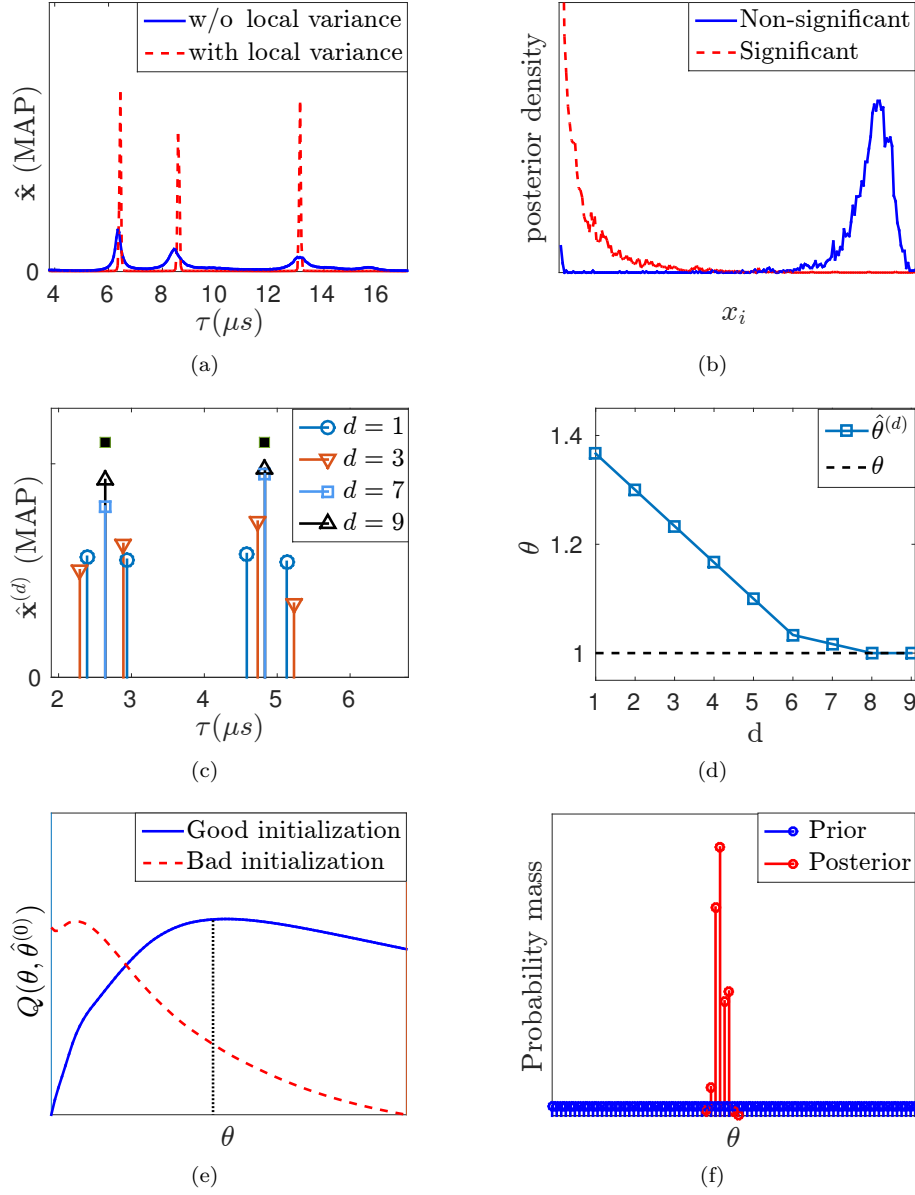 w/o local variance
with local variance
x̂ (MAP)
0
4 6 8 10 12 14 16
τ(μs)
(a)
Non-significant
Significant
posterior density
x_i
(b)
d = 1
d = 3
d = 7
d = 9
x̂^(d) (MAP)
0
2 3 4 5 6
τ(μs)
(c)
θ̂^(d)
θ
1.4
1.2
1
θ
1 2 3 4 5 6 7 8 9
d
(d)
Good initialization
Bad initialization
Q(θ, θ̂^(0))
θ
(e)
Prior
Posterior
Probability mass
θ
(f)